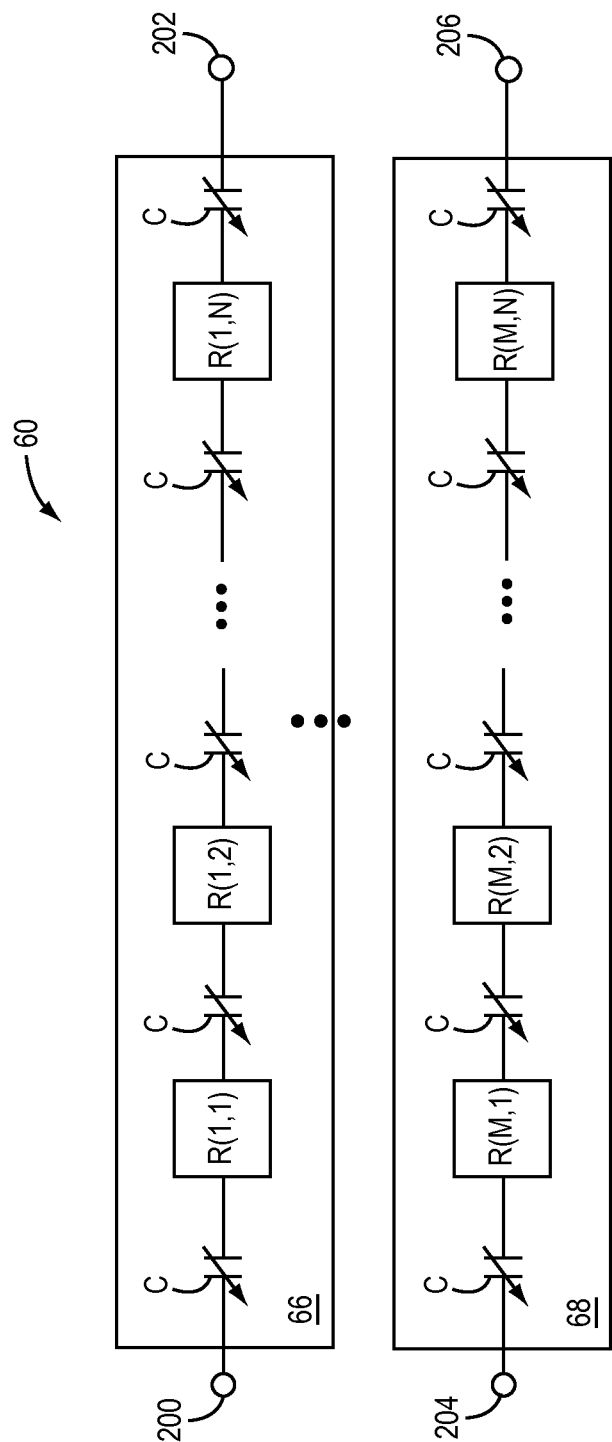 60
200 C C C C C 202
R(1,1) R(1,2) R(1,N)
66
204 C C C C C 206
R(M,1) R(M,2) R(M,N)
68